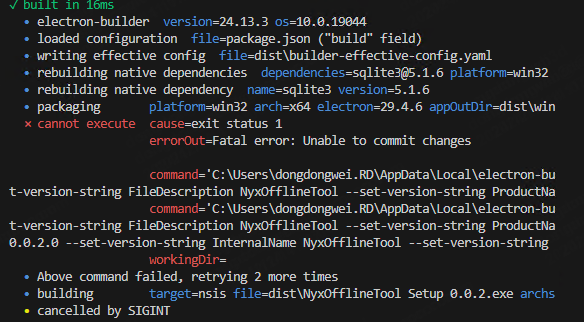 ✓ built in 16ms
• electron-builder version=24.13.3 os=10.0.19044
• loaded configuration file=package.json ("build" field)
• writing effective config file=dist\builder-effective-config.yaml
• rebuilding native dependencies dependencies=sqlite3@5.1.6 platform=win32
• rebuilding native dependency name=sqlite3 version=5.1.6
• packaging platform=win32 arch=x64 electron=29.4.6 appOutDir=dist\win
⨯ cannot execute cause=exit status 1
errorOut=Fatal error: Unable to commit changes
command='C:\Users\dongdongwei.RD\AppData\Local\electron-bu
t-version-string FileDescription NyxOfflineTool --set-version-string ProductNa
command='C:\Users\dongdongwei.RD\AppData\Local\electron-bu
t-version-string FileDescription NyxOfflineTool --set-version-string ProductNa
0.0.2.0 --set-version-string InternalName NyxOfflineTool --set-version-string
workingDir=
• Above command failed, retrying 2 more times
• building target=nsis file=dist\NyxOfflineTool Setup 0.0.2.exe archs
• cancelled by SIGINT